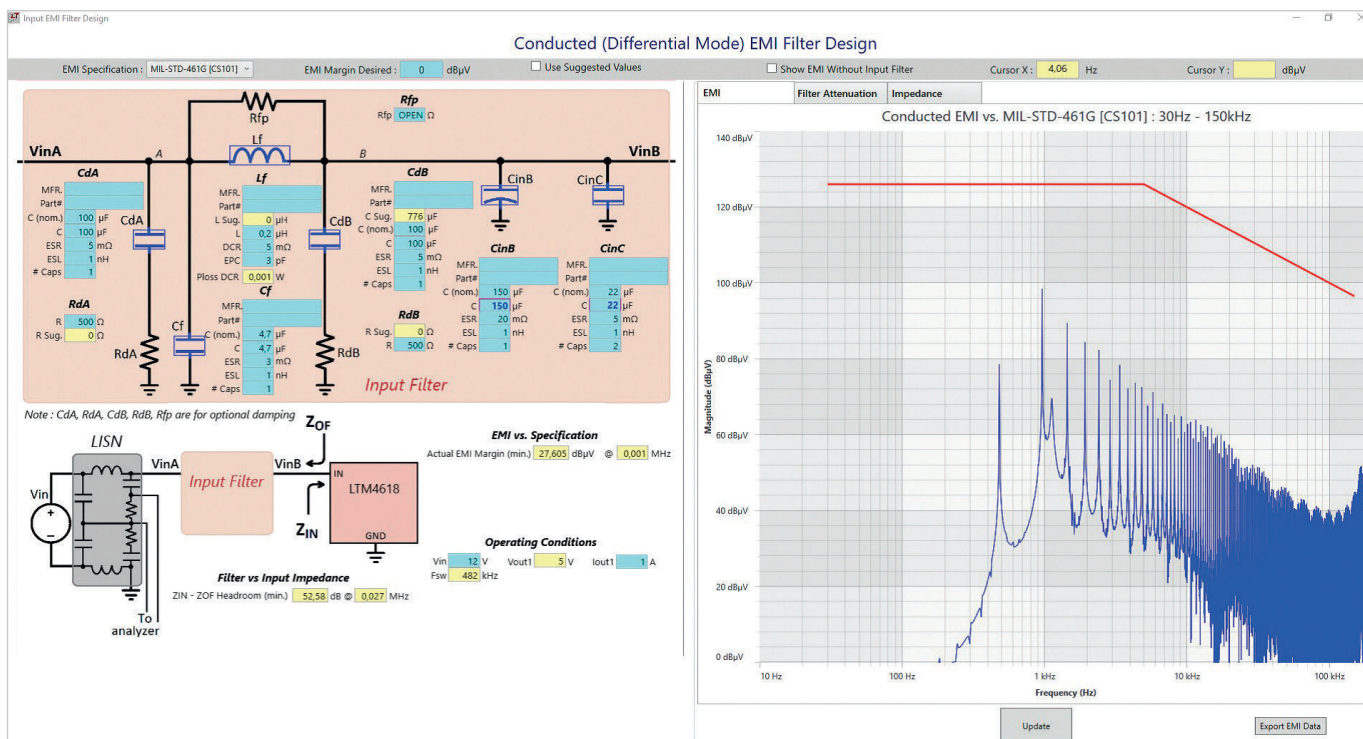 Input EMI Filter Design
Conducted (Differential Mode) EMI Filter Design
EMI Specification : MIL-STD-461G [CS101] EMI Margin Desired : 0 dBµV Use Suggested Values Show EMI Without Input Filter Cursor X : 4,06 Hz Cursor Y : dBµV
Rfp
Rfp OPEN Ω
Rfp
Lf
VinA A B VinB
CdA
MFR.
Part#
C (nom.) 100 µF
C 100 µF
ESR 5 mΩ
ESL 1 nH
# Caps 1
CdA
RdA
R 500 Ω
R Sug. 0 Ω
RdA
Lf
MFR.
Part#
L Sug. 0 µH
L 0,2 µH
DCR 5 mΩ
EPC 3 pF
Ploss DCR 0,001 W
Cf
MFR.
Part#
C (nom.) 4,7 µF
C 4,7 µF
ESR 3 mΩ
ESL 1 nH
# Caps 1
Cf
CdB
RdB
CdB
MFR.
Part#
C Sug. 776 µF
C (nom.) 100 µF
C 100 µF
ESR 5 mΩ
ESL 1 nH
# Caps 1
RdB
R Sug. 0 Ω
R 500 Ω
CinB
CinC
CinB
MFR.
Part#
C (nom.) 150 µF
C 150 µF
ESR 20 mΩ
ESL 1 nH
# Caps 1
CinC
MFR.
Part#
C (nom.) 22 µF
C 22 µF
ESR 5 mΩ
ESL 1 nH
# Caps 2
Input Filter
Note : CdA, RdA, CdB, RdB, Rfp are for optional damping
LISN
Vin
VinA
Input Filter
VinB
ZOF
ZIN
IN
LTM4618
GND
To
analyzer
EMI vs. Specification
Actual EMI Margin (min.) 27,605 dBµV @ 0,001 MHz
Operating Conditions
Vin 12 V Vout1 5 V Iout1 1 A
Fsw 482 kHz
Filter vs Input Impedance
ZIN - ZOF Headroom (min.) 52,58 dB @ 0,027 MHz
EMI Filter Attenuation Impedance
Conducted EMI vs. MIL-STD-461G [CS101] : 30Hz - 150kHz
140 dBµV
120 dBµV
100 dBµV
80 dBµV
60 dBµV
40 dBµV
20 dBµV
0 dBµV
Magnitude (dBµV)
10 Hz 100 Hz 1 kHz 10 kHz 100 kHz
Frequency (Hz)
Update
Export EMI Data